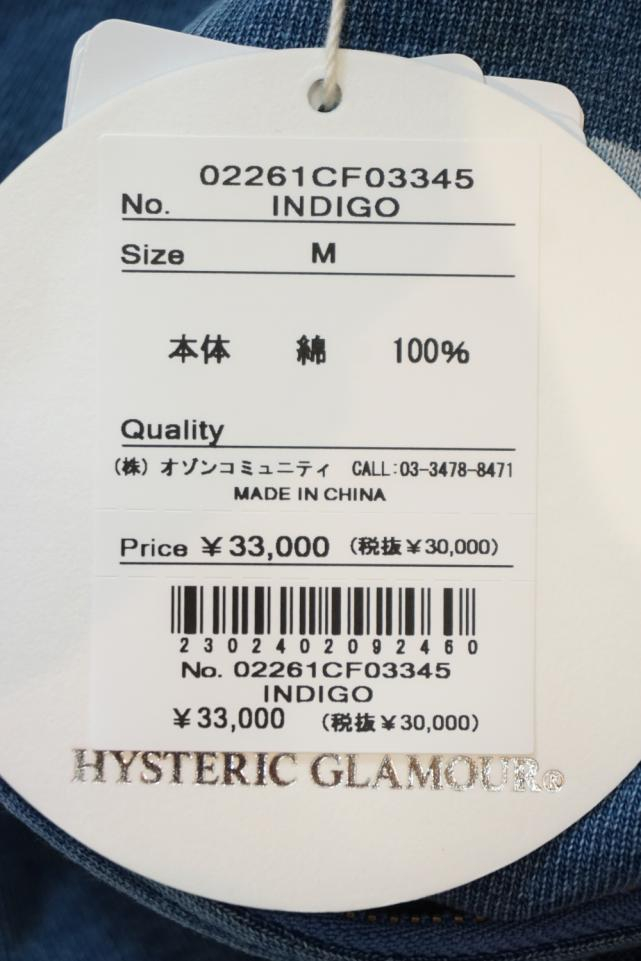 02261CF03345
No. INDIGO
Size M
本体 綿 100%
Quality
(株) オゾンコミュニティ CALL:03-3478-8471
MADE IN CHINA
Price ¥33,000 (税抜¥30,000)
2302402092460
No. 02261CF03345
INDIGO
¥33,000 (税抜¥30,000)
HYSTERIC GLAMOUR®